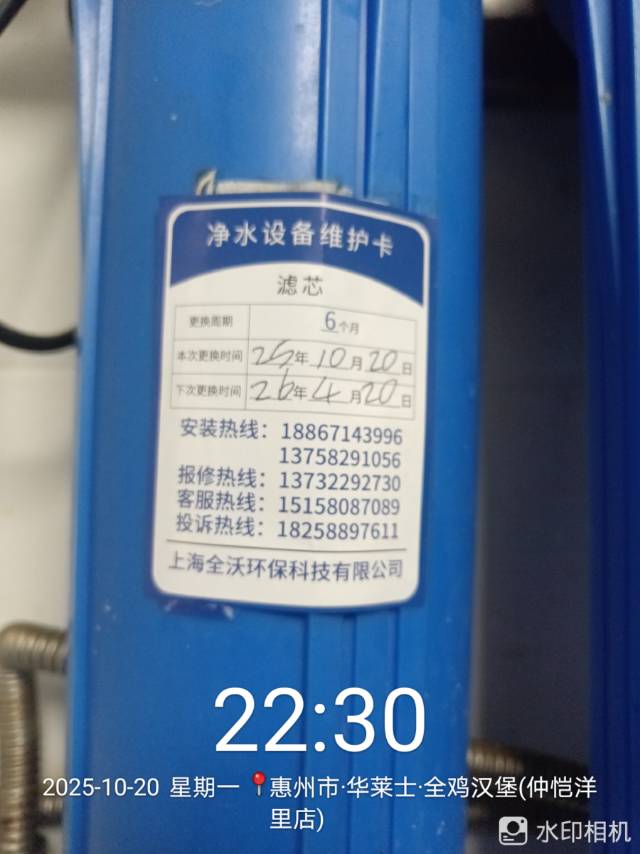 净水设备维护卡
滤芯
更换周期 6个月
本次更换时间 25年10月20日
下次更换时间 26年4月20日
安装热线：18867143996
13758291056
报修热线：13732292730
客服热线：15158087089
投诉热线：18258897611
上海全沃环保科技有限公司
22:30
2025-10-20 星期一 📍惠州市·华莱士·全鸡汉堡(仲恺洋
里店)
水印相机